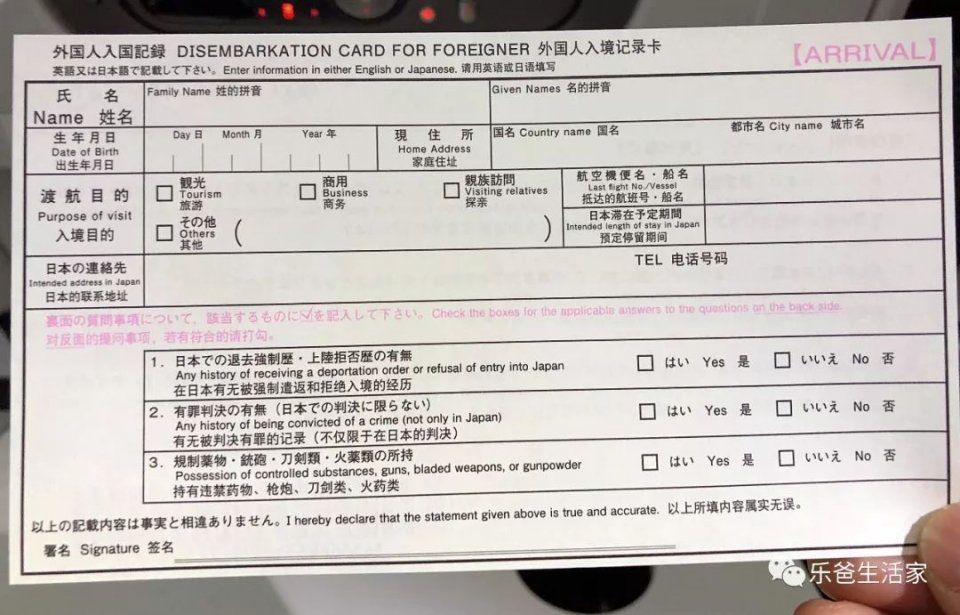 外国人入国記録 DISEMBARKATION CARD FOR FOREIGNER 外国人入境记录卡
【ARRIVAL】
英語又は日本語で記載して下さい。Enter information in either English or Japanese. 请用英语或日语填写
氏 名
Name 姓名
Family Name 姓的拼音
Given Names 名的拼音
生年月日
Date of Birth
出生年月日
Day 日 Month 月 Year 年
現住所
Home Address
家庭住址
国名 Country name 国名
都市名 City name 城市名
渡航目的
Purpose of visit
入境目的
観光
Tourism
旅游
商用
Business
商务
親族訪問
Visiting relatives
探亲
その他
Others
其他
( )
航空機便名・船名
Last flight No./Vessel
抵达的航班号・船名
日本滞在予定期間
Intended length of stay in Japan
预定停留期间
日本の連絡先
Intended address in Japan
日本的联系地址
TEL 电话号码
裏面の質問事項について、該当するものに☑を記入して下さい。Check the boxes for the applicable answers to the questions on the back side.
对反面的提问事项，若有符合的请打勾。
1. 日本での退去強制歴・上陸拒否歴の有無
Any history of receiving a deportation order or refusal of entry into Japan
在日本有无被强制遣返和拒绝入境的经历
はい Yes 是 いいえ No 否
2. 有罪判決の有無（日本での判決に限らない）
Any history of being convicted of a crime (not only in Japan)
有无被判决有罪的记录（不仅限于在日本的判决）
はい Yes 是 いいえ No 否
3. 規制薬物・銃砲・刀剣類・火薬類の所持
Possession of controlled substances, guns, bladed weapons, or gunpowder
持有违禁药物、枪炮、刀剑类、火药类
はい Yes 是 いいえ No 否
以上の記載内容は事実と相違ありません。I hereby declare that the statement given above is true and accurate. 以上所填内容属实无误。
署名 Signature 签名
乐爸生活家